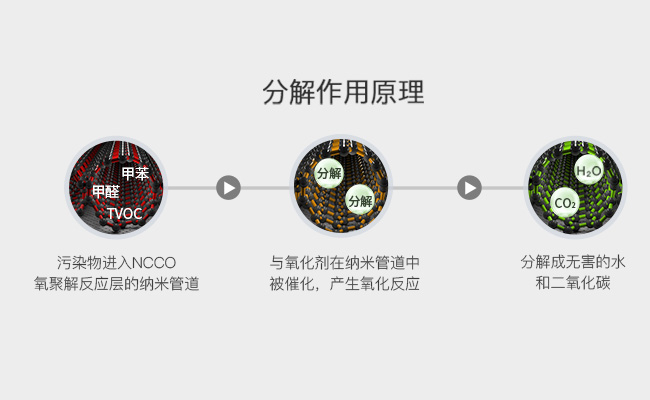 分解作用原理
甲苯
甲醛
TVOC
分解
分解
H₂O
CO₂
污染物进入NCCO
氧聚解反应层的纳米管道
与氧化剂在纳米管道中
被催化，产生氧化反应
分解成无害的水
和二氧化碳